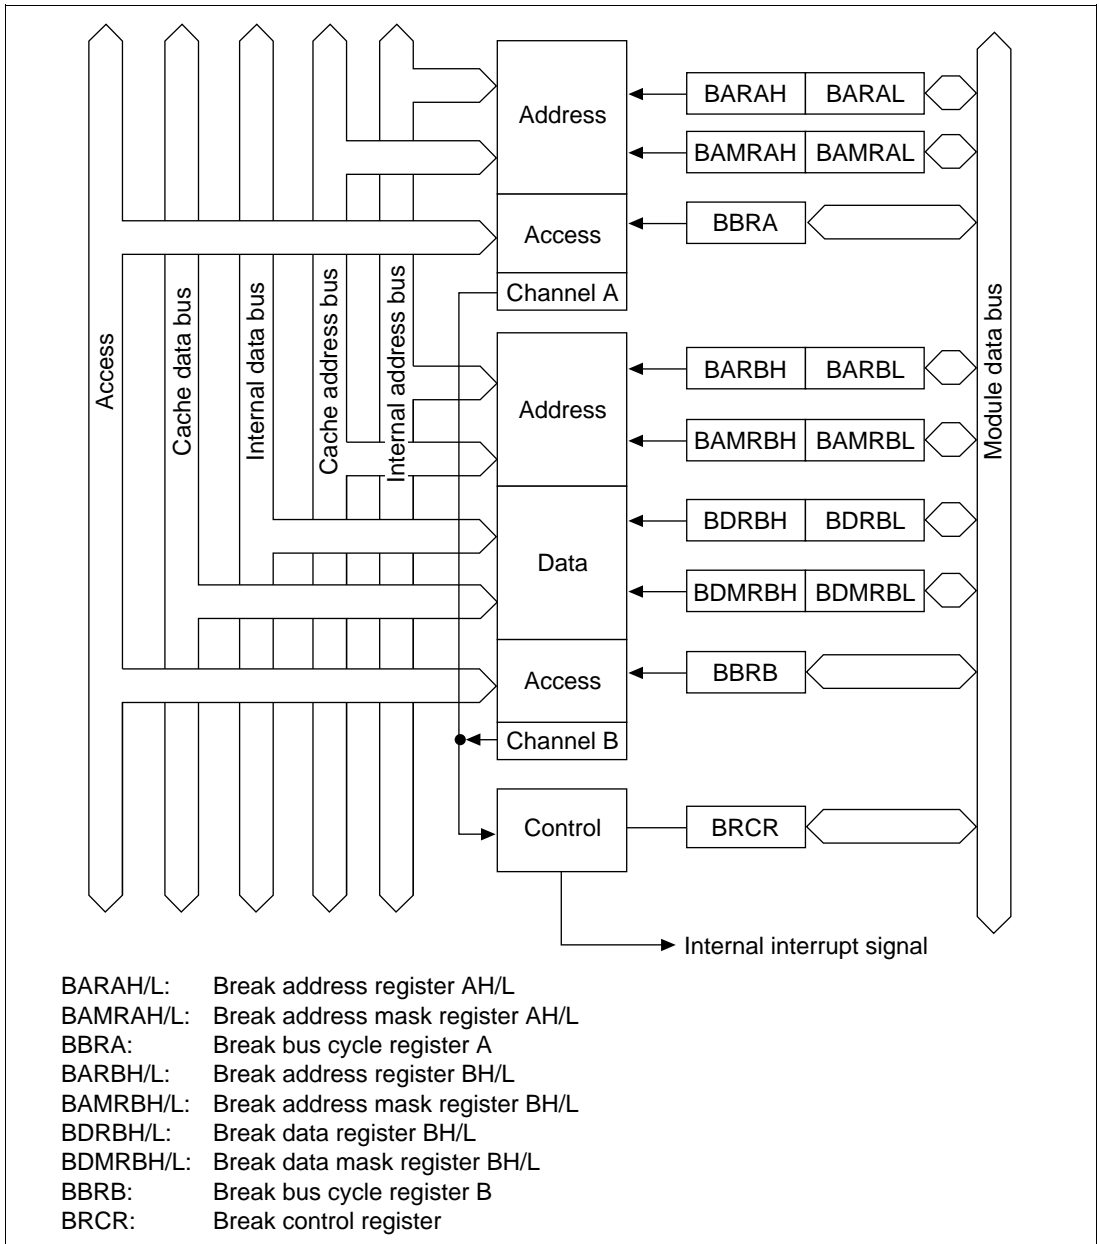 Address
BARAH BARAL
BAMRAH BAMRAL
Access
BBRA
Channel A
Access
Cache data bus
Internal data bus
Cache address bus
Internal address bus
Module data bus
Address
BARBH BARBL
BAMRBH BAMRBL
Data
BDRBH BDRBL
BDMRBH BDMRBL
Access
BBRB
Channel B
Control
BRCR
Internal interrupt signal
BARAH/L: Break address register AH/L
BAMRAH/L: Break address mask register AH/L
BBRA: Break bus cycle register A
BARBH/L: Break address register BH/L
BAMRBH/L: Break address mask register BH/L
BDRBH/L: Break data register BH/L
BDMRBH/L: Break data mask register BH/L
BBRB: Break bus cycle register B
BRCR: Break control register